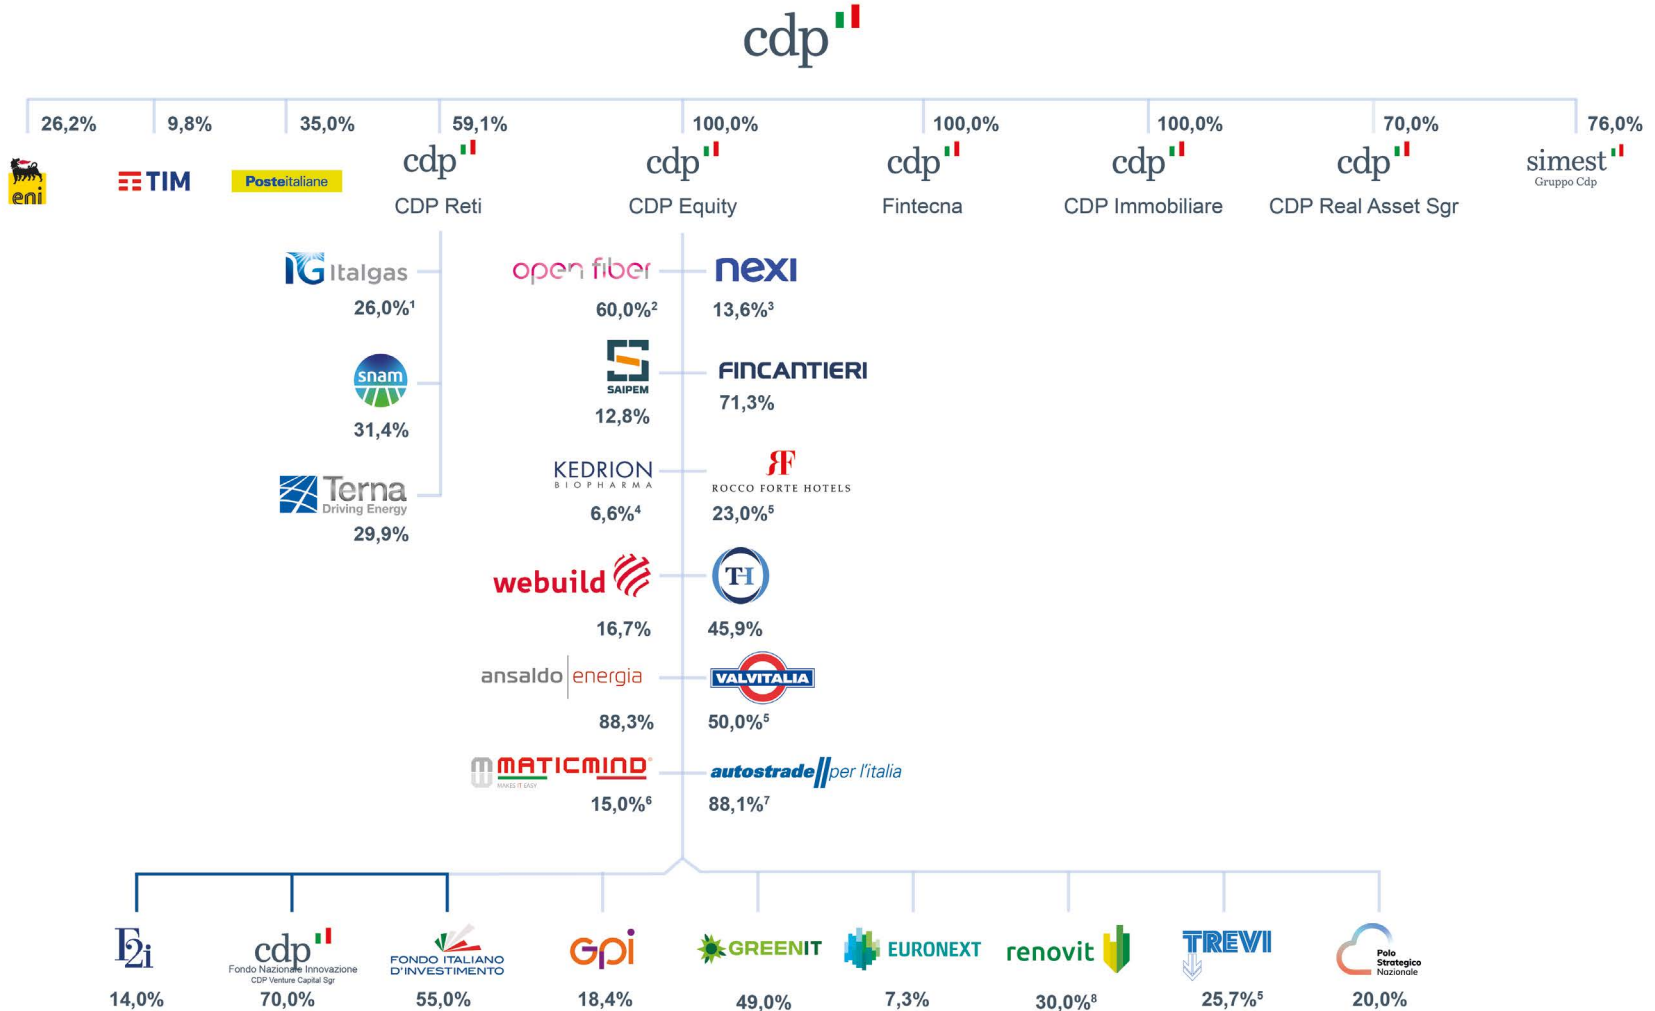 cdp
26,2% 9,8% 35,0% 59,1% 100,0% 100,0% 100,0% 70,0% 76,0%
eni TIM Posteitaliane cdp cdp cdp cdp cdp simest
Gruppo Cdp
CDP Reti CDP Equity Fintecna CDP Immobiliare CDP Real Asset Sgr
IG Italgas open fiber nexi
26,0%¹ 60,0%² 13,6%³
snam SAIPEM FINCANTIERI
31,4% 12,8% 71,3%
Terna KEDRION RF
Driving Energy BIOPHARMA ROCCO FORTE HOTELS
29,9% 6,6%⁴ 23,0%⁵
webuild TH
16,7% 45,9%
ansaldo energia VALVITALIA
88,3% 50,0%⁵
MATICMIND autostrade per l'italia
MAKES IT EASY
15,0%⁶ 88,1%⁷
F2i cdp FONDO ITALIANO D'INVESTIMENTO GPi GREENIT EURONEXT renovit TREVI Polo Strategico Nazionale
Fondo Nazionale Innovazione
CDP Venture Capital Sgr
14,0% 70,0% 55,0% 18,4% 49,0% 7,3% 30,0%⁸ 25,7%⁵ 20,0%